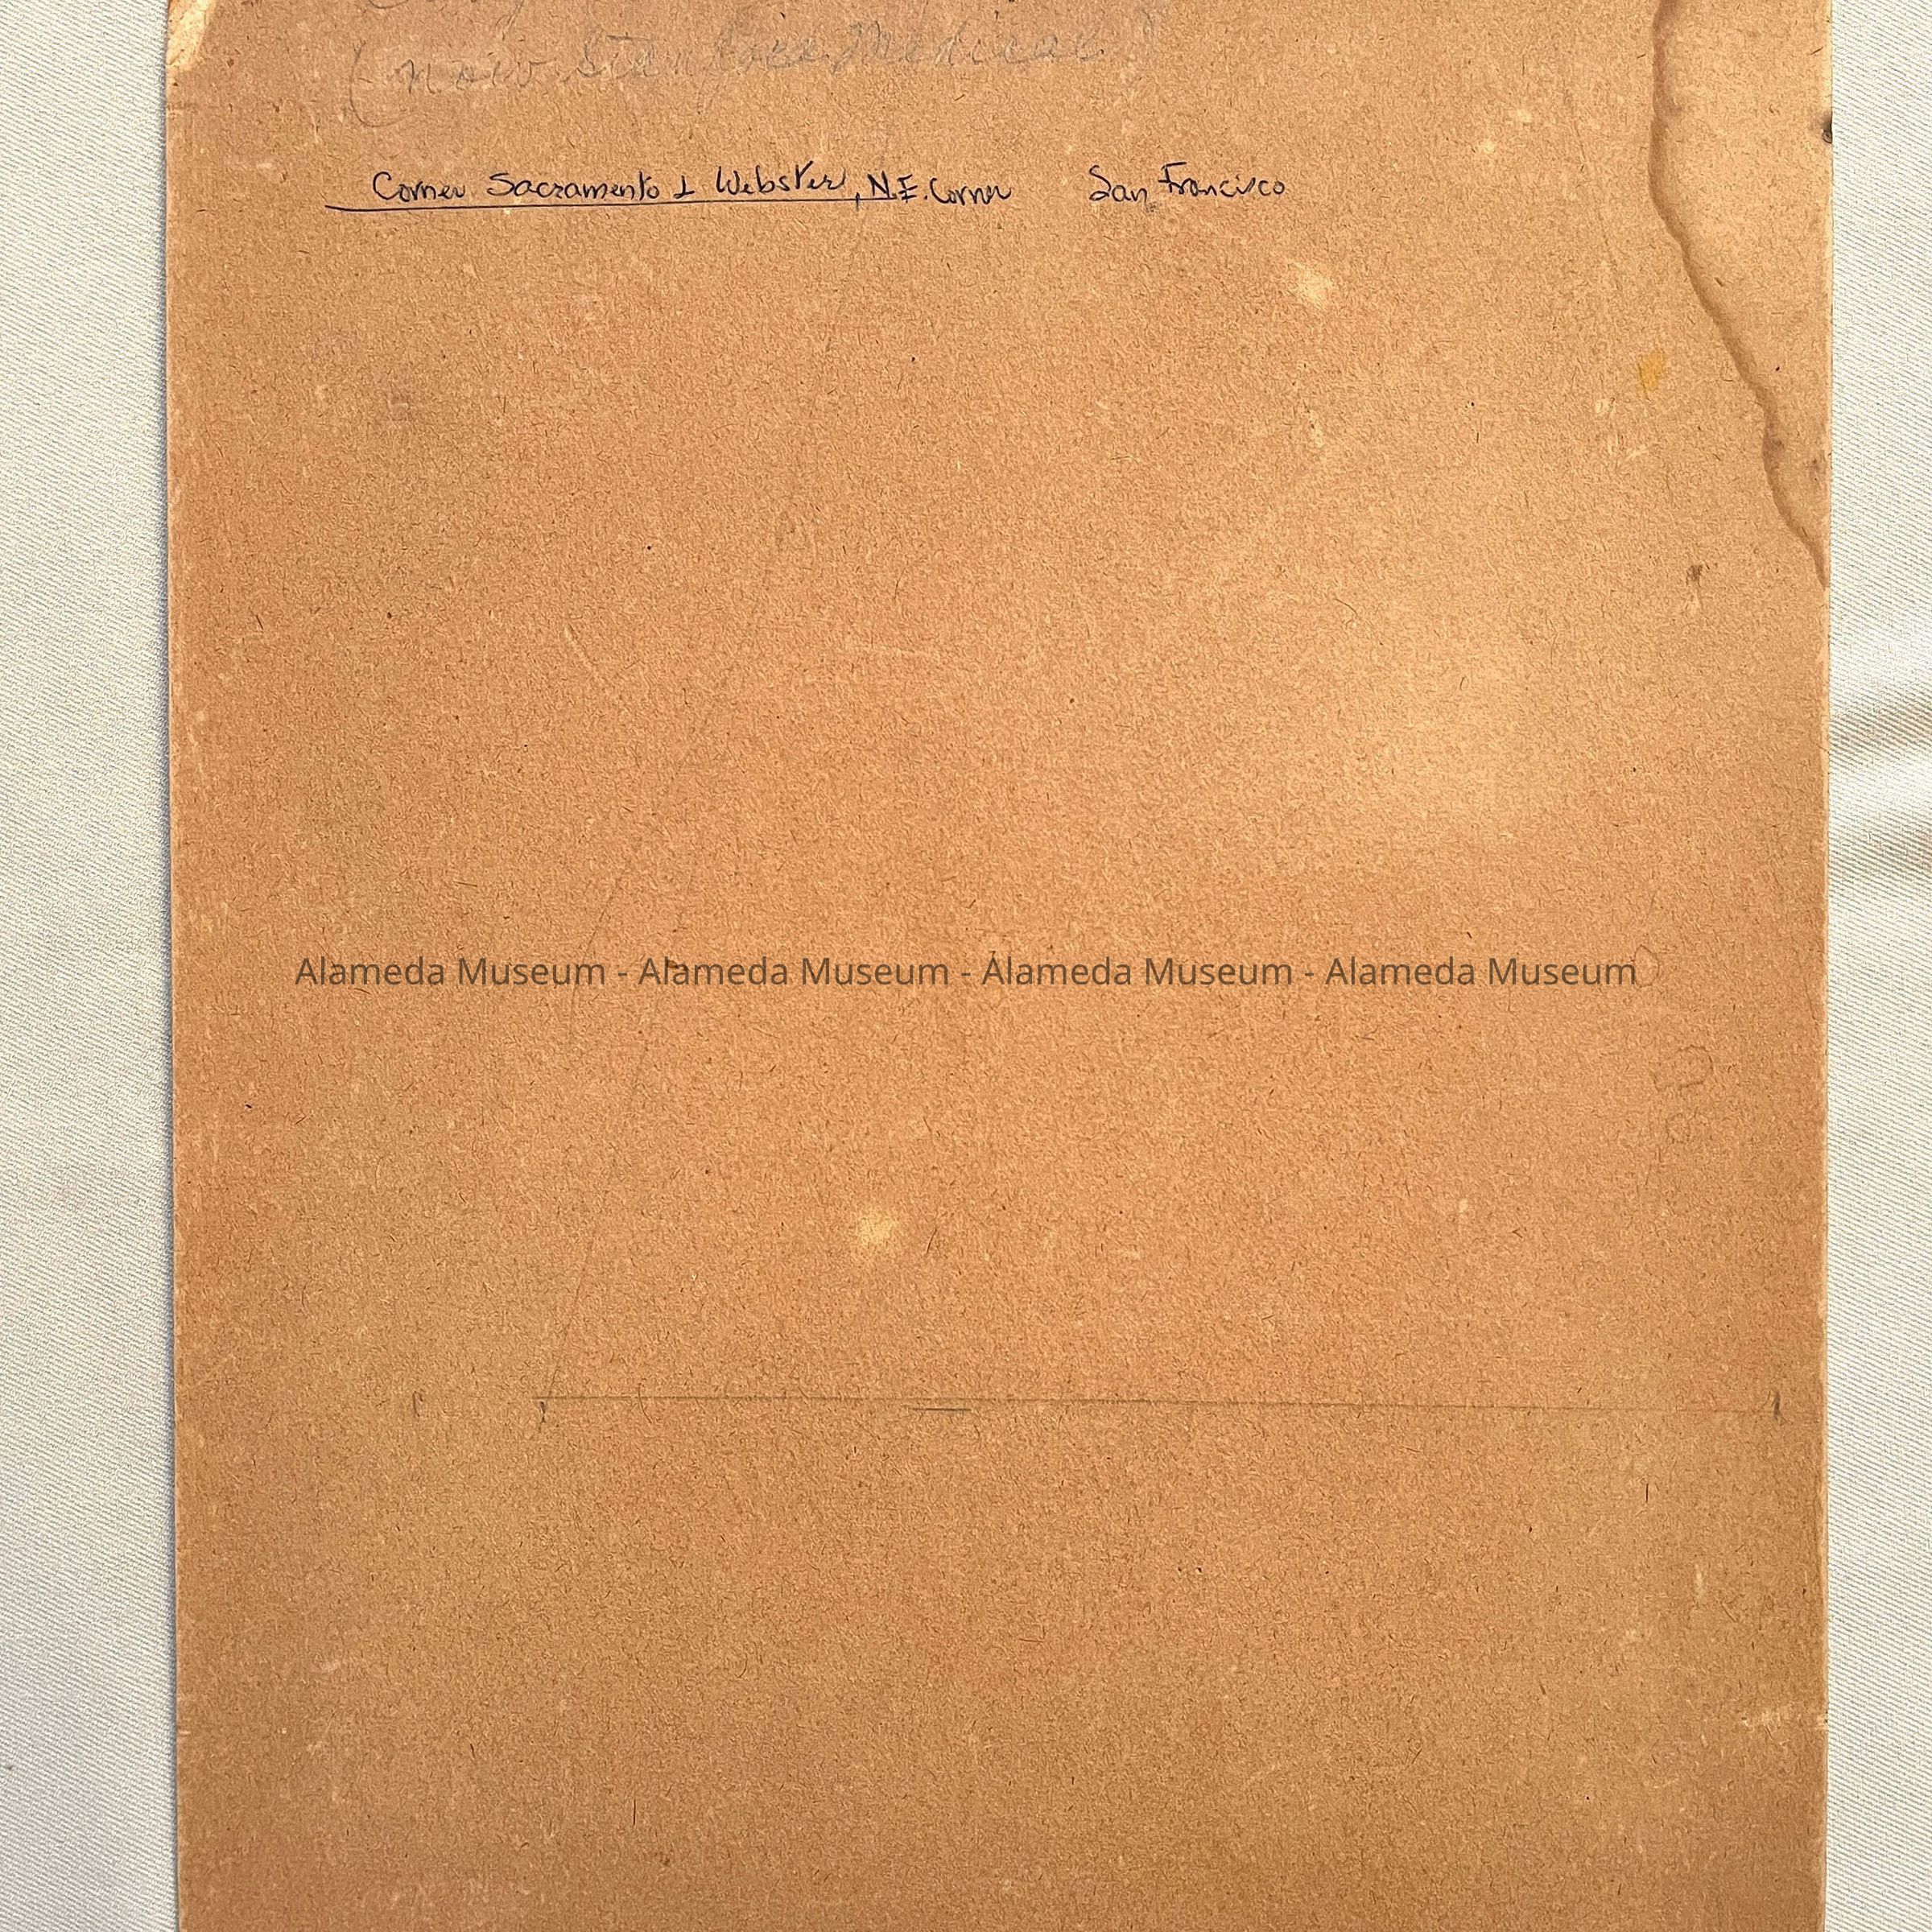 (now Stanford Medical)
Corner Sacramento & Webster, N.E. Corner San Francisco
Alameda Museum - Alameda Museum - Alameda Museum - Alameda Museum